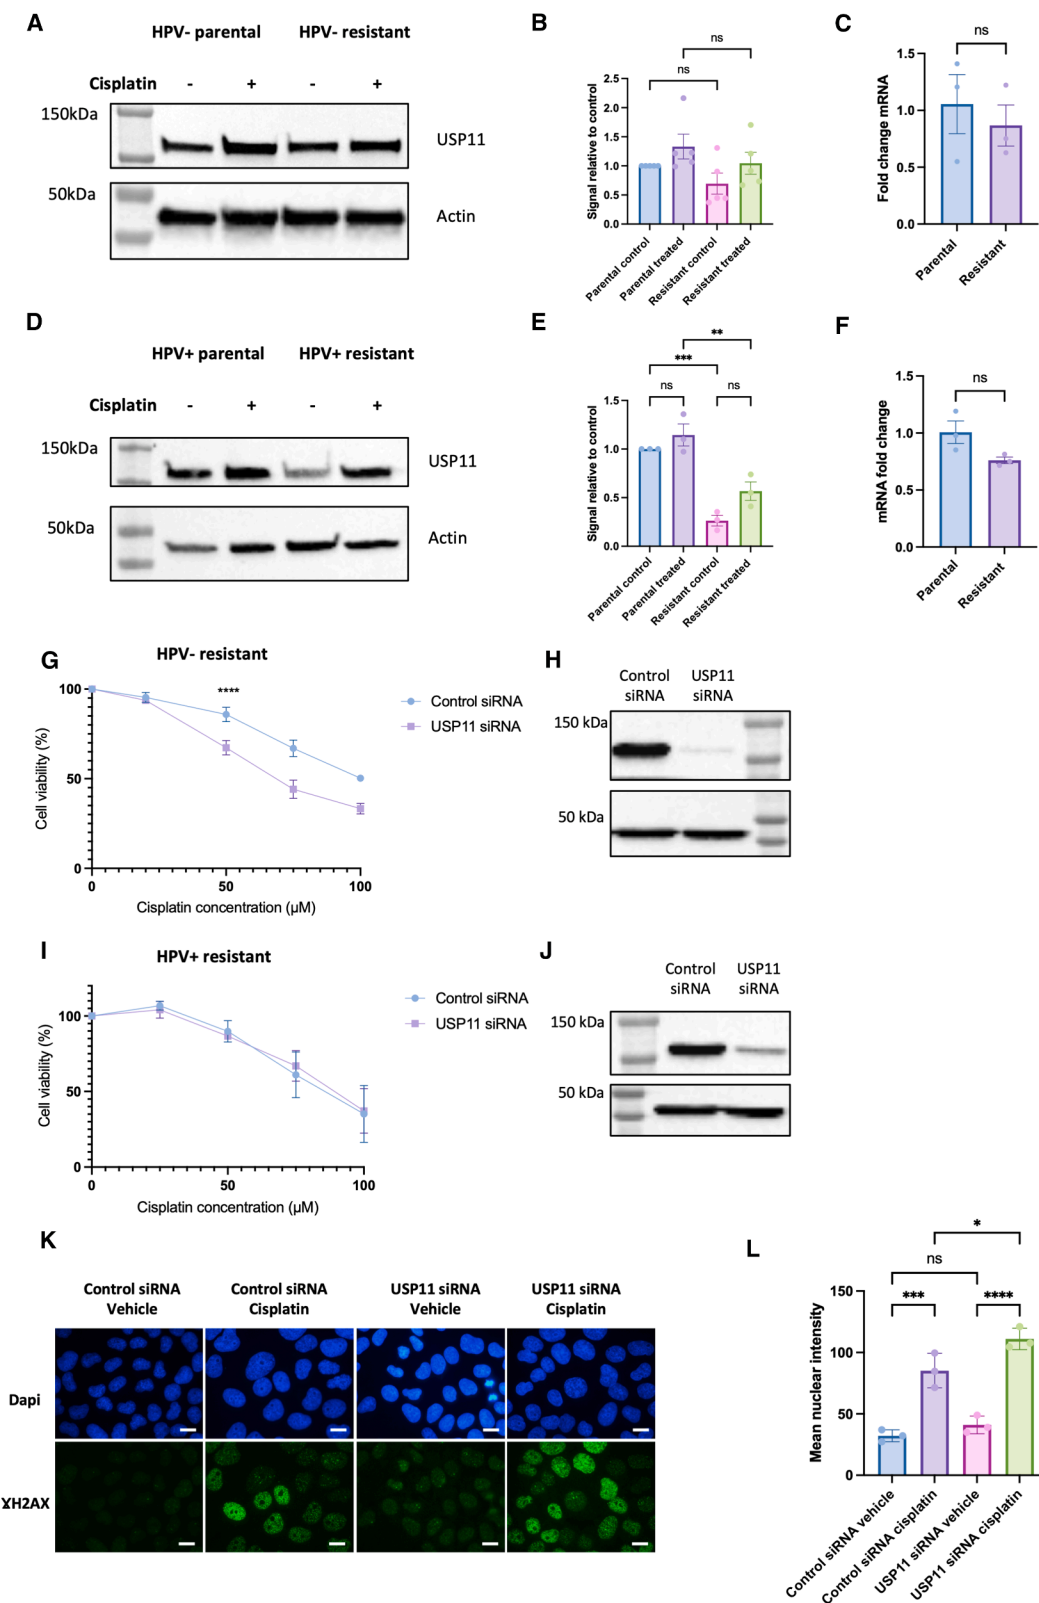 A
HPV- parental
HPV- resistant
Cisplatin
-
+
-
+
150kDa
USP11
50kDa
Actin
B
ns
ns
Signal relative to control
2.5
2.0
1.5
1.0
0.5
0.0
Parental control
Parental treated
Resistant control
Resistant treated
C
ns
Fold change mRNA
1.5
1.0
0.5
0.0
Parental
Resistant
D
HPV+ parental
HPV+ resistant
Cisplatin
-
+
-
+
150kDa
USP11
50kDa
Actin
E
**
***
ns
ns
Signal relative to control
1.5
1.0
0.5
0.0
Parental control
Parental treated
Resistant control
Resistant treated
F
ns
mRNA fold change
1.5
1.0
0.5
0.0
Parental
Resistant
G
HPV- resistant
Cell viability (%)
100
50
0
****
Control siRNA
USP11 siRNA
0
50
100
Cisplatin concentration (µM)
H
Control
siRNA
USP11
siRNA
150 kDa
50 kDa
I
HPV+ resistant
Cell viability (%)
100
50
0
Control siRNA
USP11 siRNA
0
50
100
Cisplatin concentration (µM)
J
Control
siRNA
USP11
siRNA
150 kDa
50 kDa
K
Control siRNA
Vehicle
Control siRNA
Cisplatin
USP11 siRNA
Vehicle
USP11 siRNA
Cisplatin
Dapi
ɣH2AX
L
*
ns
***
****
Mean nuclear intensity
150
100
50
0
Control siRNA vehicle
Control siRNA cisplatin
USP11 siRNA vehicle
USP11 siRNA cisplatin